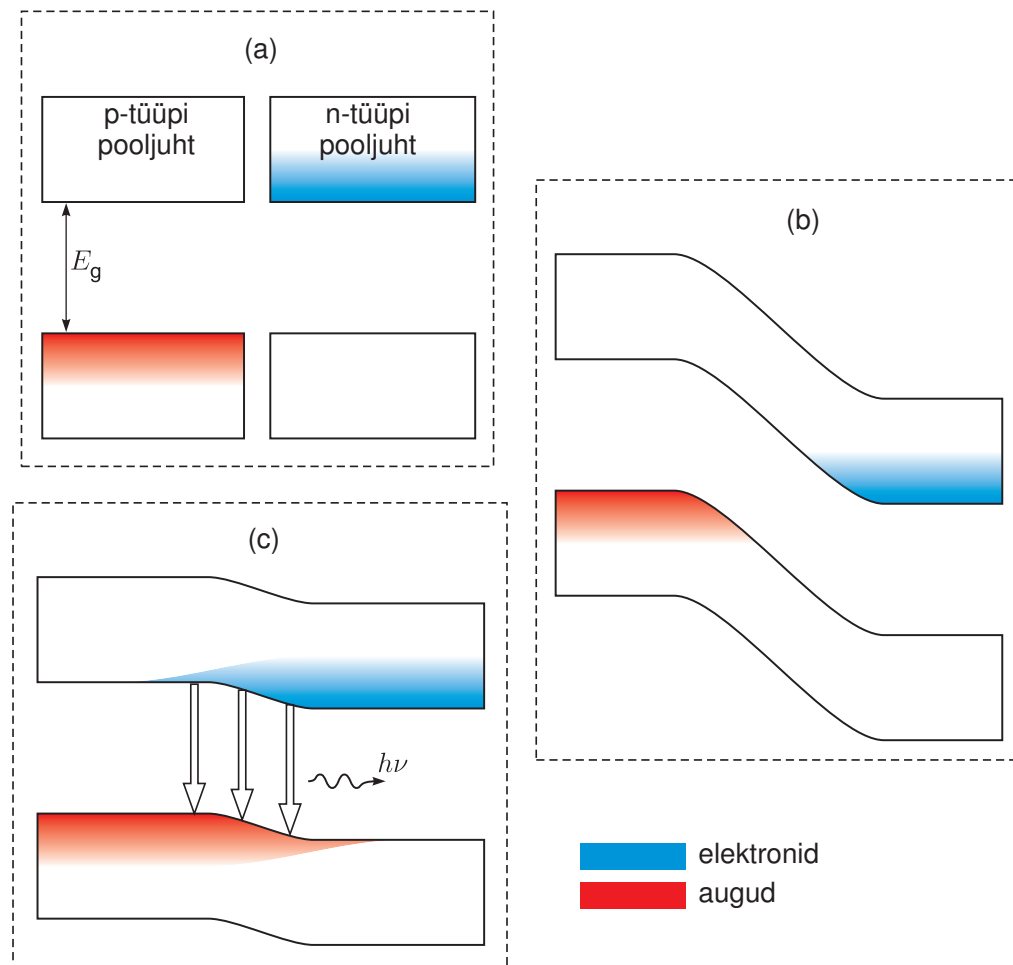 (a)
p-tüüpi
pooljuht
n-tüüpi
pooljuht
E_g
(b)
(c)
hν
elektronid
augud